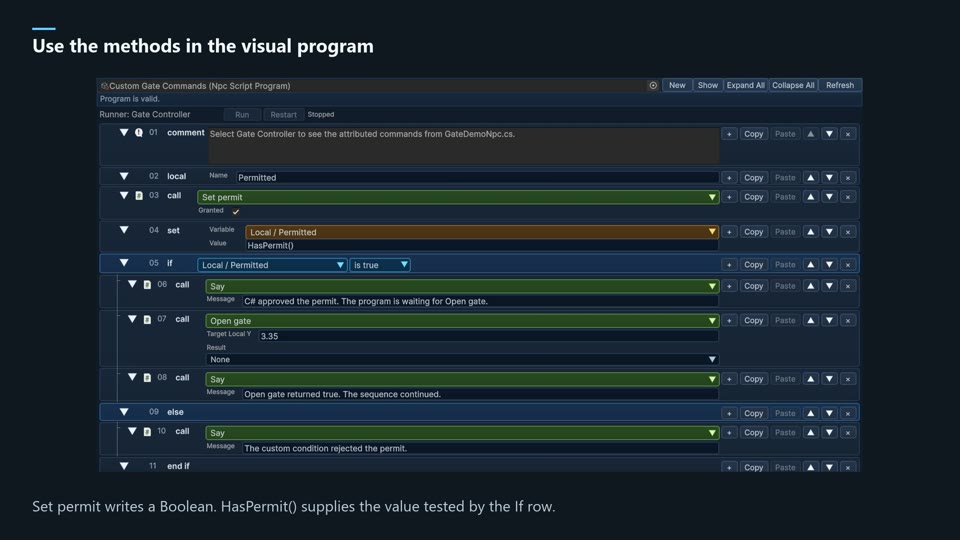 Use the methods in the visual program
Custom Gate Commands (Npc Script Program) New Show Expand All Collapse All Refresh
Program is valid.
Runner: Gate Controller Run Restart Stopped
01 comment Select Gate Controller to see the attributed commands from GateDemoNpc.cs. + Copy Paste ×
02 local Name Permitted + Copy Paste ×
03 call Set permit + Copy Paste ×
Granted
04 set Variable Local / Permitted + Copy Paste ×
Value HasPermit()
05 if Local / Permitted is true + Copy Paste ×
06 call Say + Copy Paste ×
Message C# approved the permit. The program is waiting for Open gate.
07 call Open gate + Copy Paste ×
Target Local Y 3.35
Result
None
08 call Say + Copy Paste ×
Message Open gate returned true. The sequence continued.
09 else + Copy Paste ×
10 call Say + Copy Paste ×
Message The custom condition rejected the permit.
11 end if + Copy Paste ×
Set permit writes a Boolean. HasPermit() supplies the value tested by the If row.